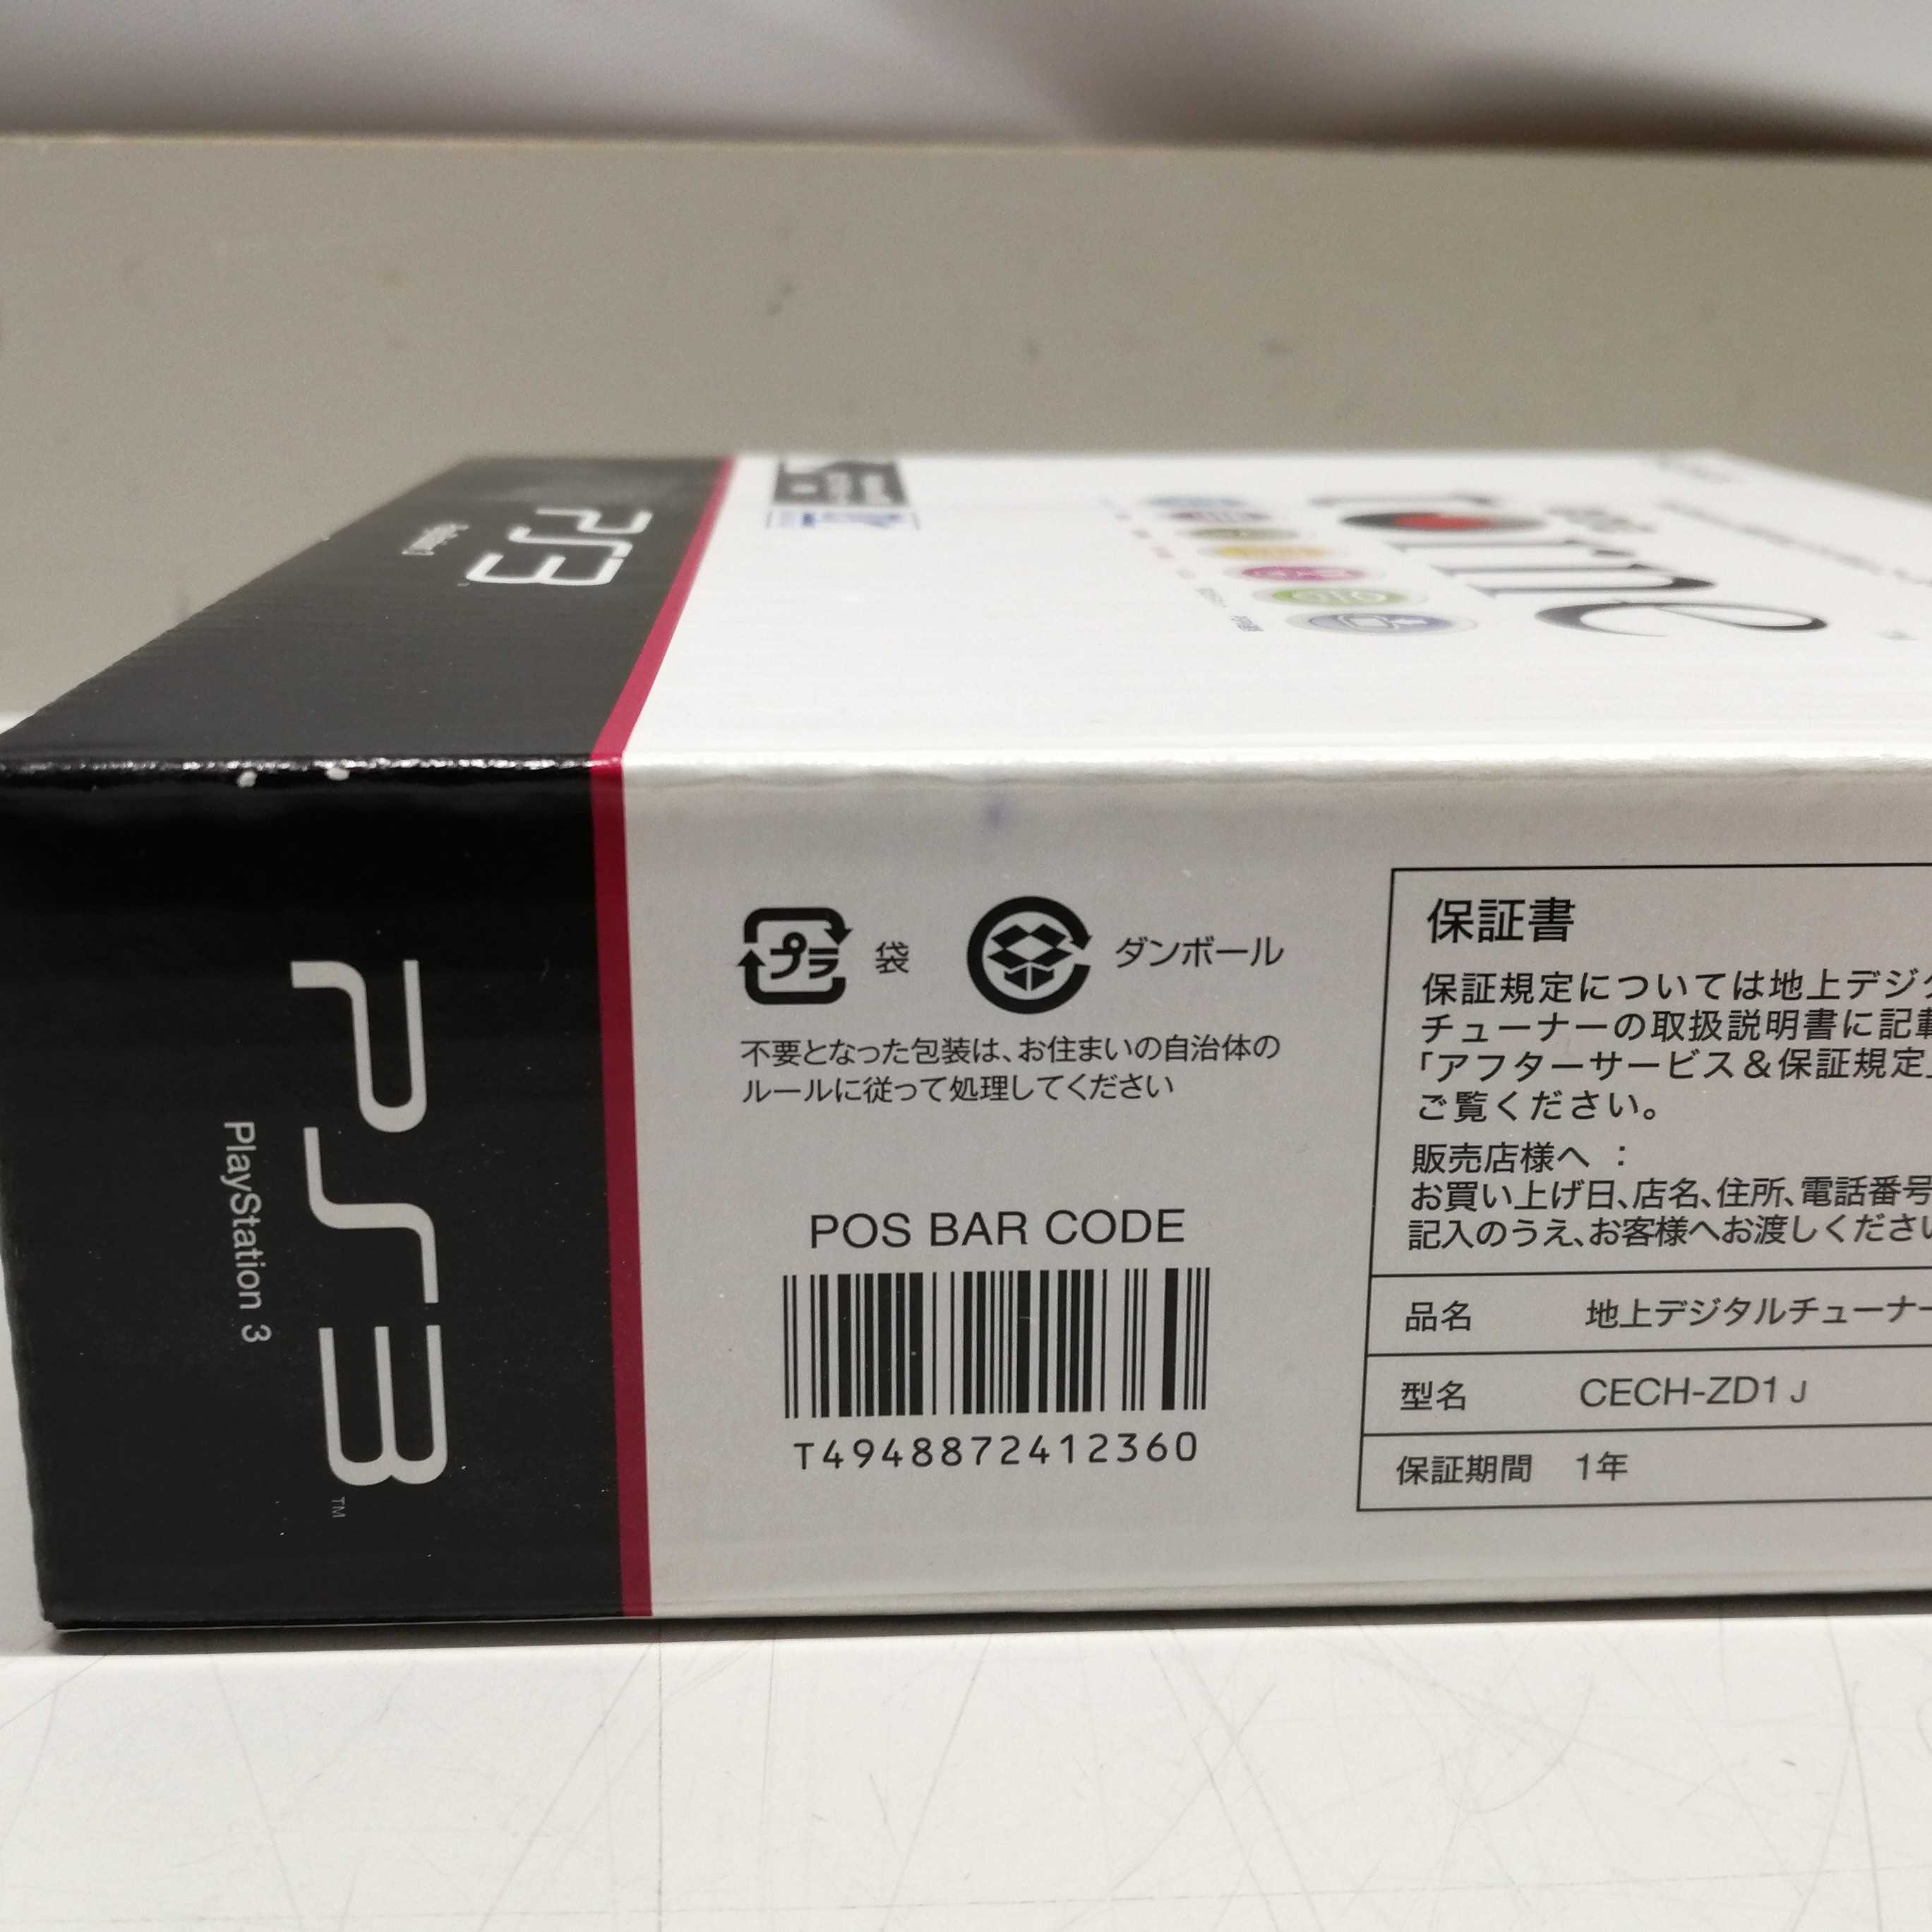 PS3
torne
PS3
PlayStation 3
TM
プラ 袋 ダンボール
不要となった包装は、お住まいの自治体の
ルールに従って処理してください
POS BAR CODE
T4948872412360
保証書
保証規定については地上デジ
チューナーの取扱説明書に記
「アフターサービス&保証規定」
ご覧ください。
販売店様へ :
お買い上げ日、店名、住所、電話番号
記入のうえ、お客様へお渡しくださ
品名 地上デジタルチューナー
型名 CECH-ZD1 J
保証期間 1年